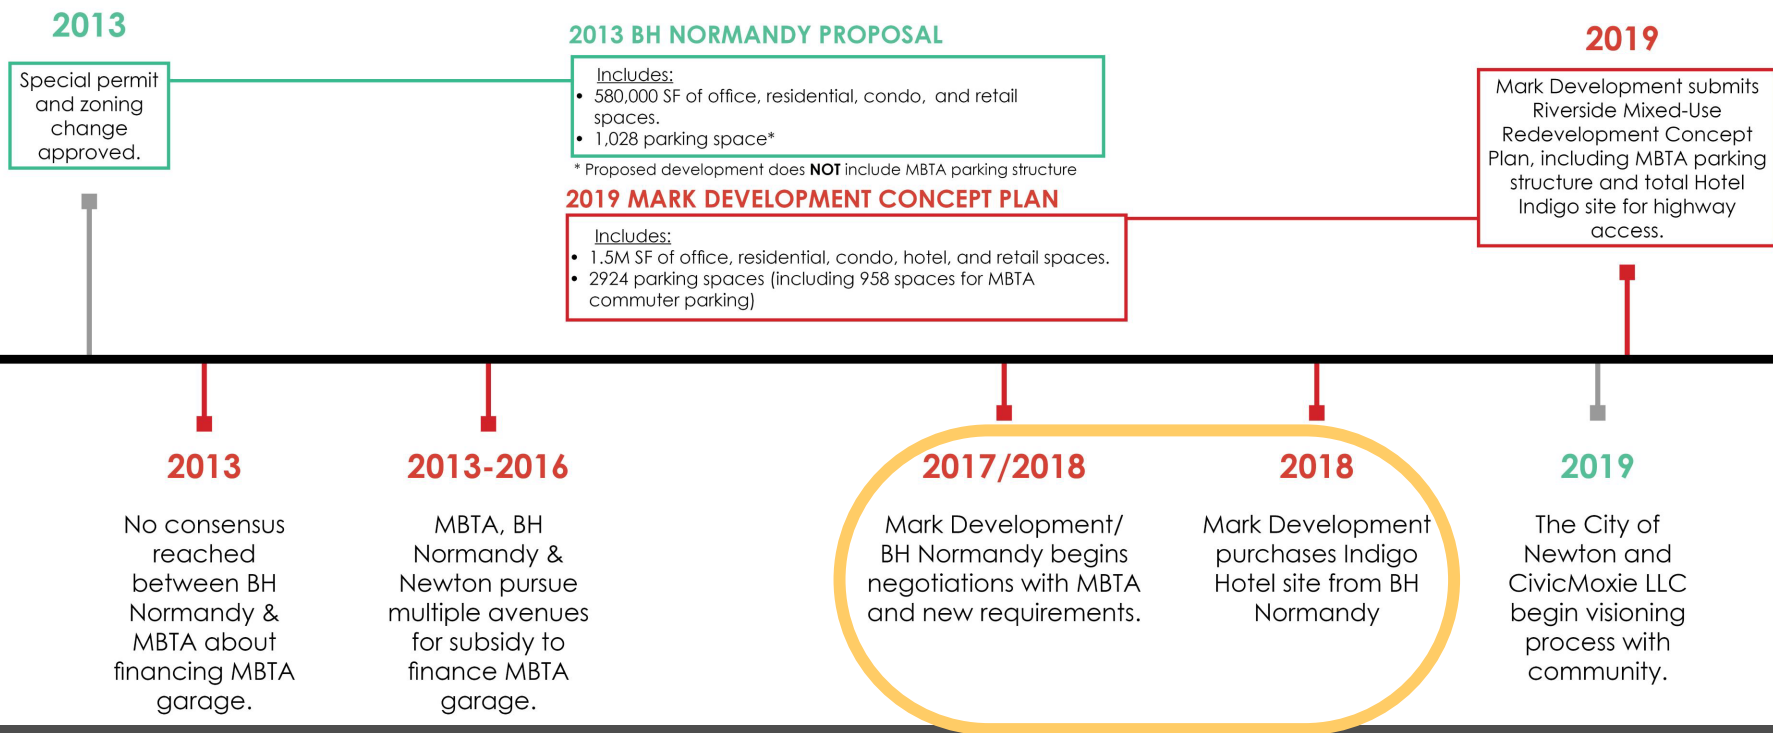 2013
Special permit
and zoning
change
approved.
2013 BH NORMANDY PROPOSAL
Includes:
• 580,000 SF of office, residential, condo, and retail
spaces.
• 1,028 parking space*
* Proposed development does NOT include MBTA parking structure
2019 MARK DEVELOPMENT CONCEPT PLAN
Includes:
• 1.5M SF of office, residential, condo, hotel, and retail spaces.
• 2924 parking spaces (including 958 spaces for MBTA
commuter parking)
2019
Mark Development submits
Riverside Mixed-Use
Redevelopment Concept
Plan, including MBTA parking
structure and total Hotel
Indigo site for highway
access.
2013
No consensus
reached
between BH
Normandy &
MBTA about
financing MBTA
garage.
2013-2016
MBTA, BH
Normandy &
Newton pursue
multiple avenues
for subsidy to
finance MBTA
garage.
2017/2018
Mark Development/
BH Normandy begins
negotiations with MBTA
and new requirements.
2018
Mark Development
purchases Indigo
Hotel site from BH
Normandy
2019
The City of
Newton and
CivicMoxie LLC
begin visioning
process with
community.